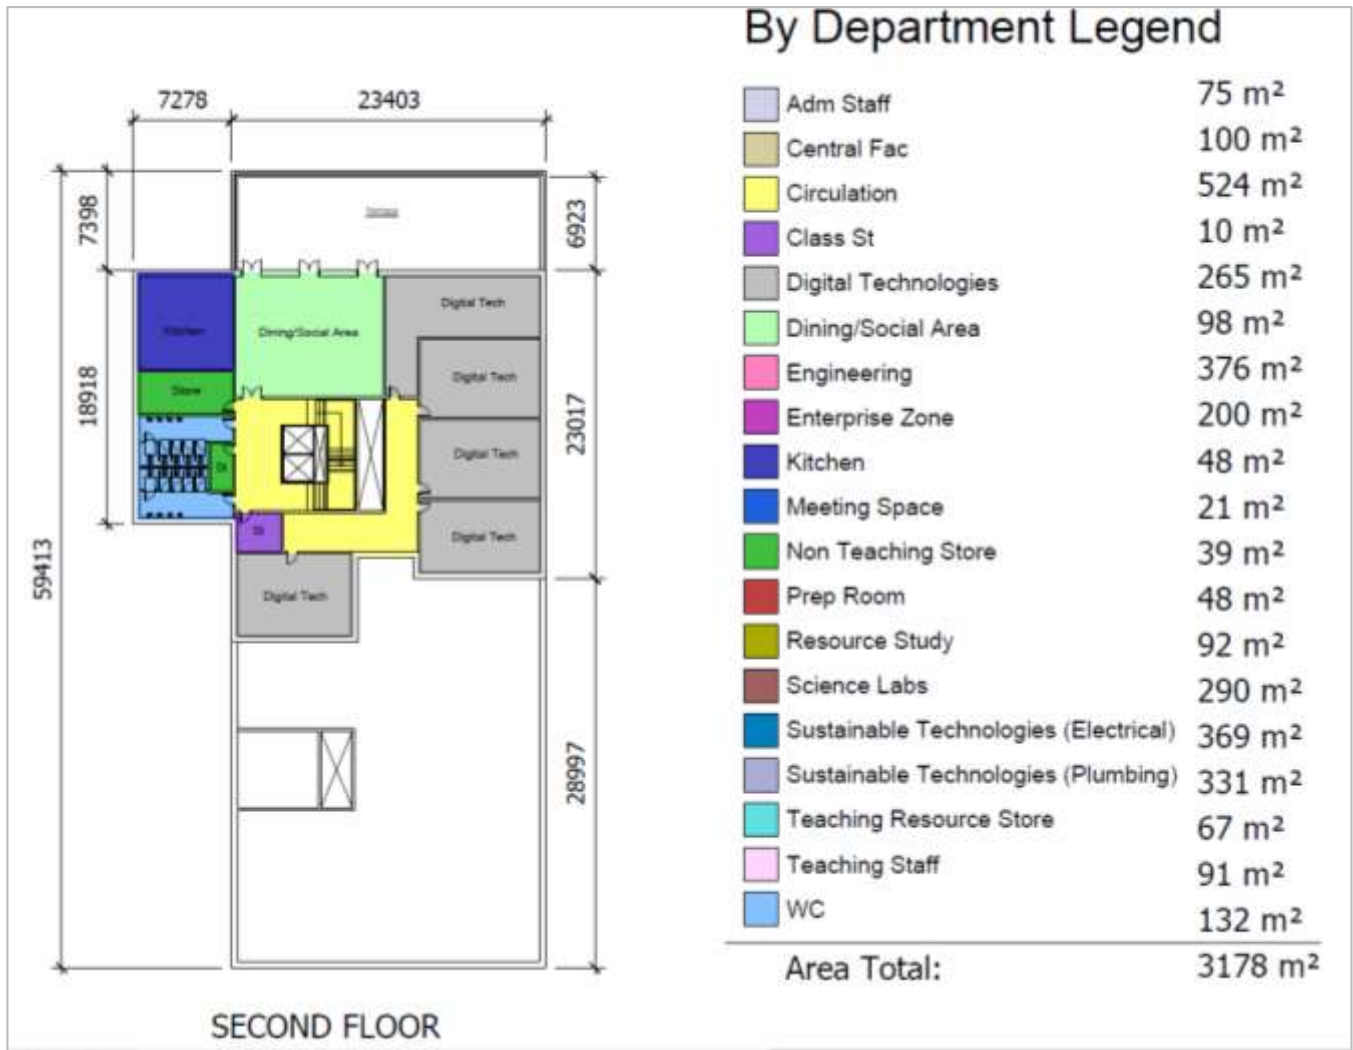 By Department Legend
7278
23403
7398
6923
18918
23017
59413
28997
Terrace
Kitchen
Dining/Social Area
Digital Tech
Store
Digital Tech
Digital Tech
St
St
Digital Tech
Digital Tech
SECOND FLOOR
Adm Staff 75 m²
Central Fac 100 m²
Circulation 524 m²
Class St 10 m²
Digital Technologies 265 m²
Dining/Social Area 98 m²
Engineering 376 m²
Enterprise Zone 200 m²
Kitchen 48 m²
Meeting Space 21 m²
Non Teaching Store 39 m²
Prep Room 48 m²
Resource Study 92 m²
Science Labs 290 m²
Sustainable Technologies (Electrical) 369 m²
Sustainable Technologies (Plumbing) 331 m²
Teaching Resource Store 67 m²
Teaching Staff 91 m²
WC 132 m²
Area Total: 3178 m²